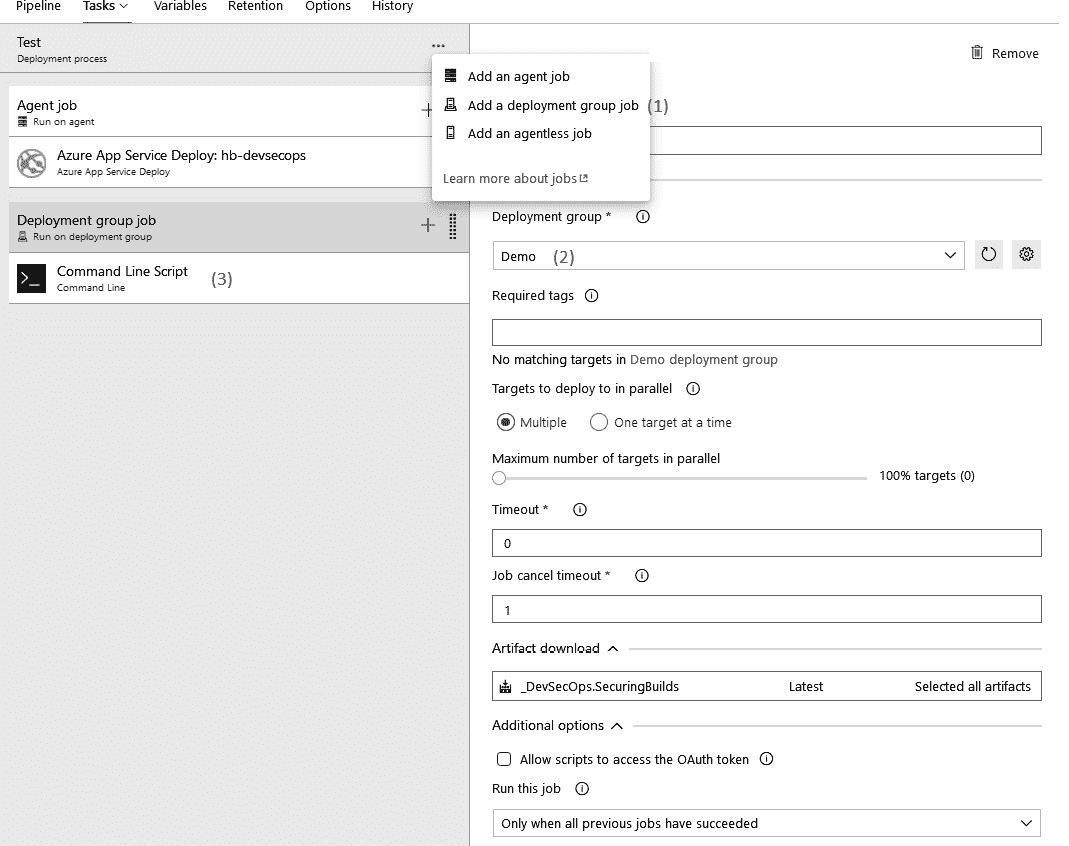 Pipeline Tasks Variables Retention Options History
Test
Deployment process
Agent job
Run on agent
Azure App Service Deploy: hb-devsecops
Azure App Service Deploy
Deployment group job
Run on deployment group
Command Line Script (3)
Command Line
Add an agent job
Add a deployment group job (1)
Add an agentless job
Learn more about jobs
Remove
Deployment group *
Demo (2)
Required tags
No matching targets in Demo deployment group
Targets to deploy to in parallel
Multiple One target at a time
Maximum number of targets in parallel
100% targets (0)
Timeout *
0
Job cancel timeout *
1
Artifact download
_DevSecOps.SecuringBuilds Latest Selected all artifacts
Additional options
Allow scripts to access the OAuth token
Run this job
Only when all previous jobs have succeeded